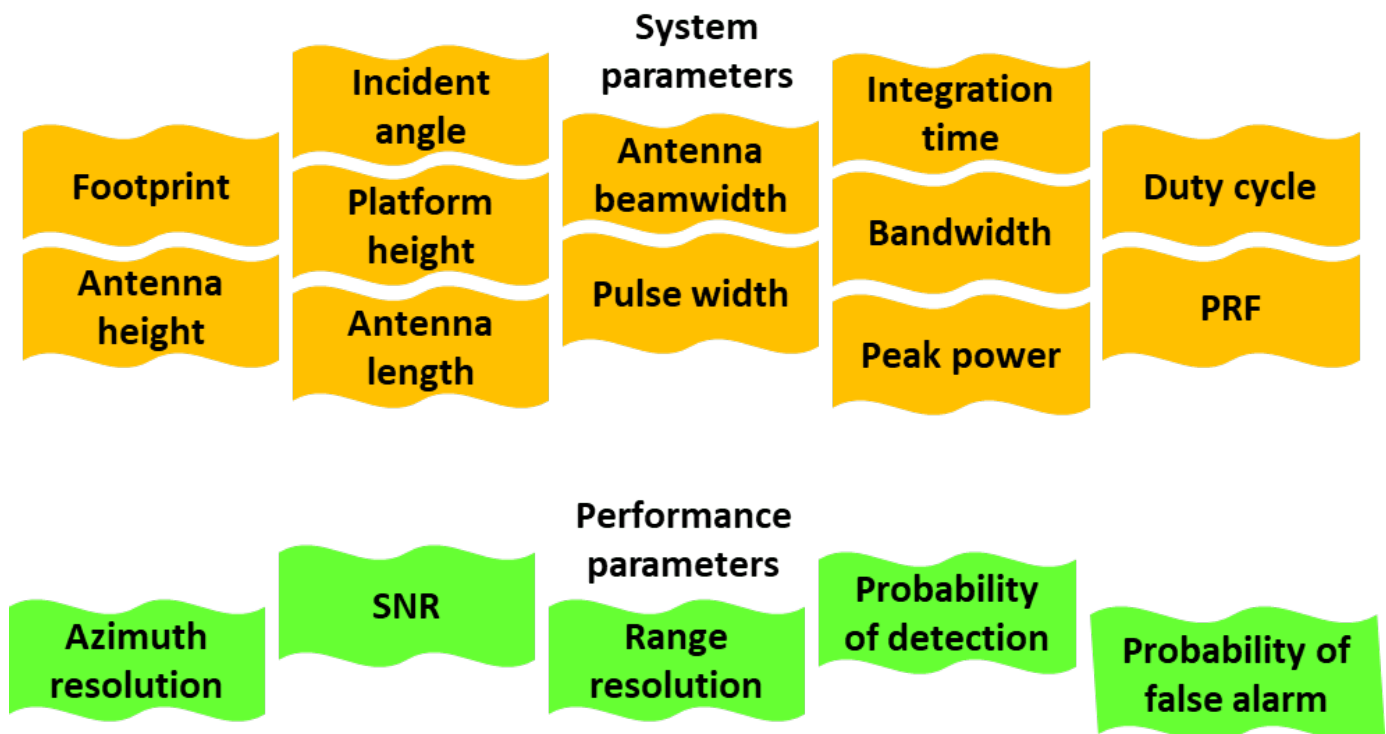 System
parameters
Incident
angle
Integration
time
Footprint
Antenna
beamwidth
Duty cycle
Platform
height
Bandwidth
Antenna
height
Pulse width
PRF
Antenna
length
Peak power
Performance
parameters
SNR
Probability
of detection
Azimuth
resolution
Range
resolution
Probability of
false alarm